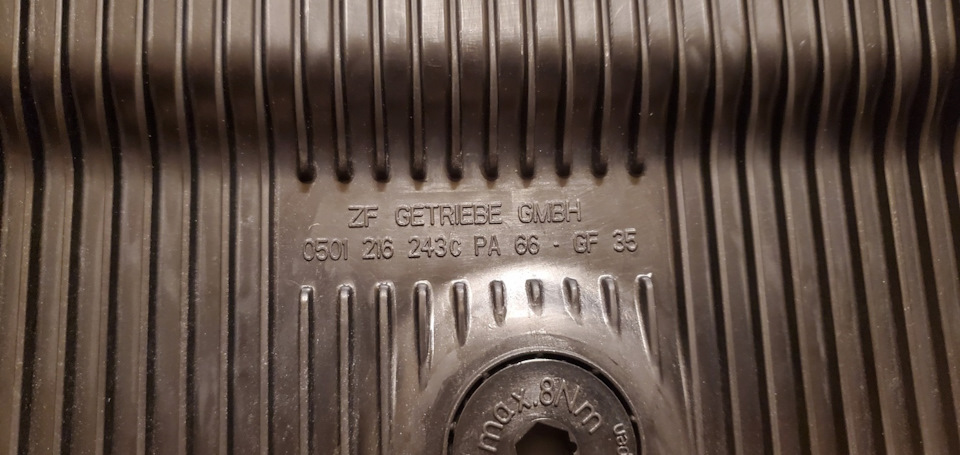 ZF GETRIEBE GMBH
0501 216 243C PA 66 - GF 35
max. 8Nm